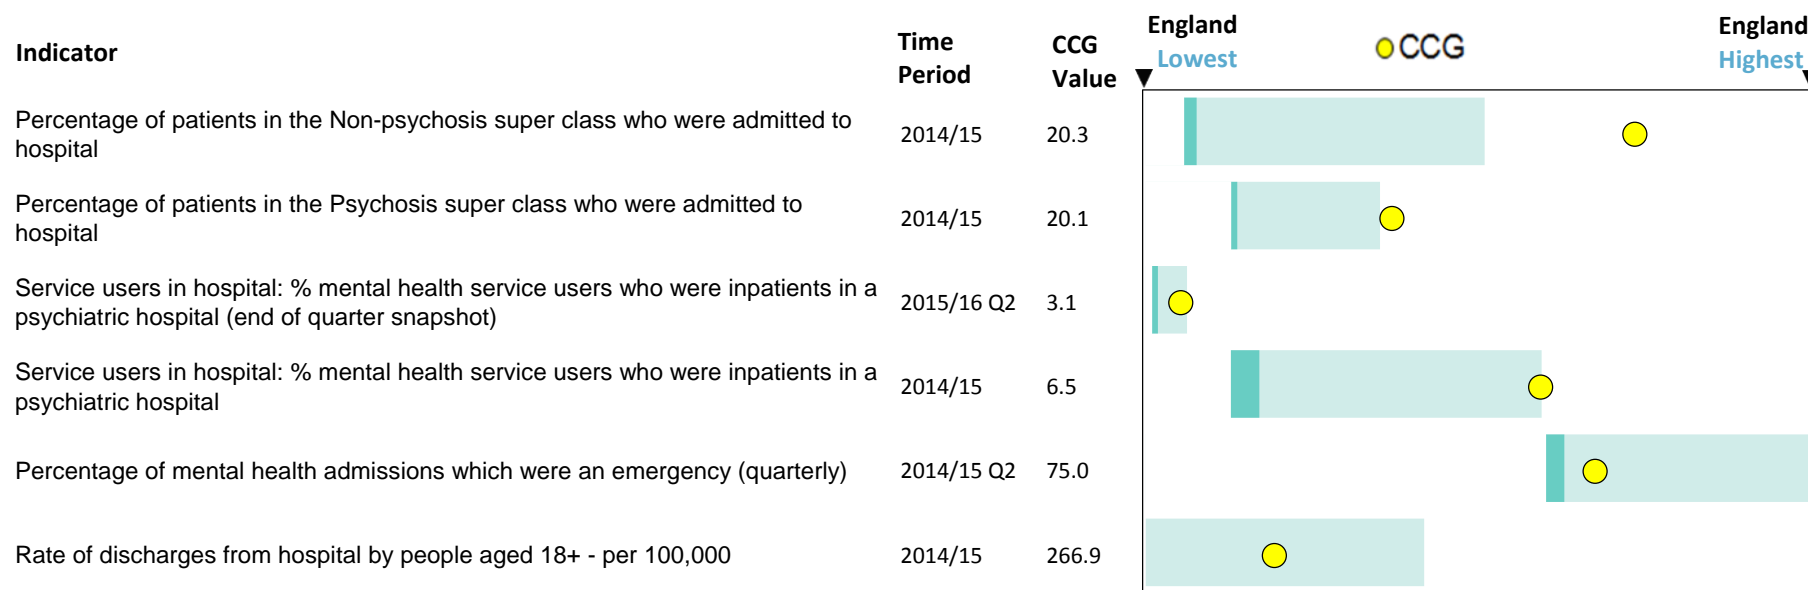 Indicator
Time
Period
CCG
Value
England
Lowest
CCG
England
Highest
Percentage of patients in the Non-psychosis super class who were admitted to
hospital
2014/15
20.3
Percentage of patients in the Psychosis super class who were admitted to
hospital
2014/15
20.1
Service users in hospital: % mental health service users who were inpatients in a
psychiatric hospital (end of quarter snapshot)
2015/16 Q2
3.1
Service users in hospital: % mental health service users who were inpatients in a
psychiatric hospital
2014/15
6.5
Percentage of mental health admissions which were an emergency (quarterly)
2014/15 Q2
75.0
Rate of discharges from hospital by people aged 18+ - per 100,000
2014/15
266.9